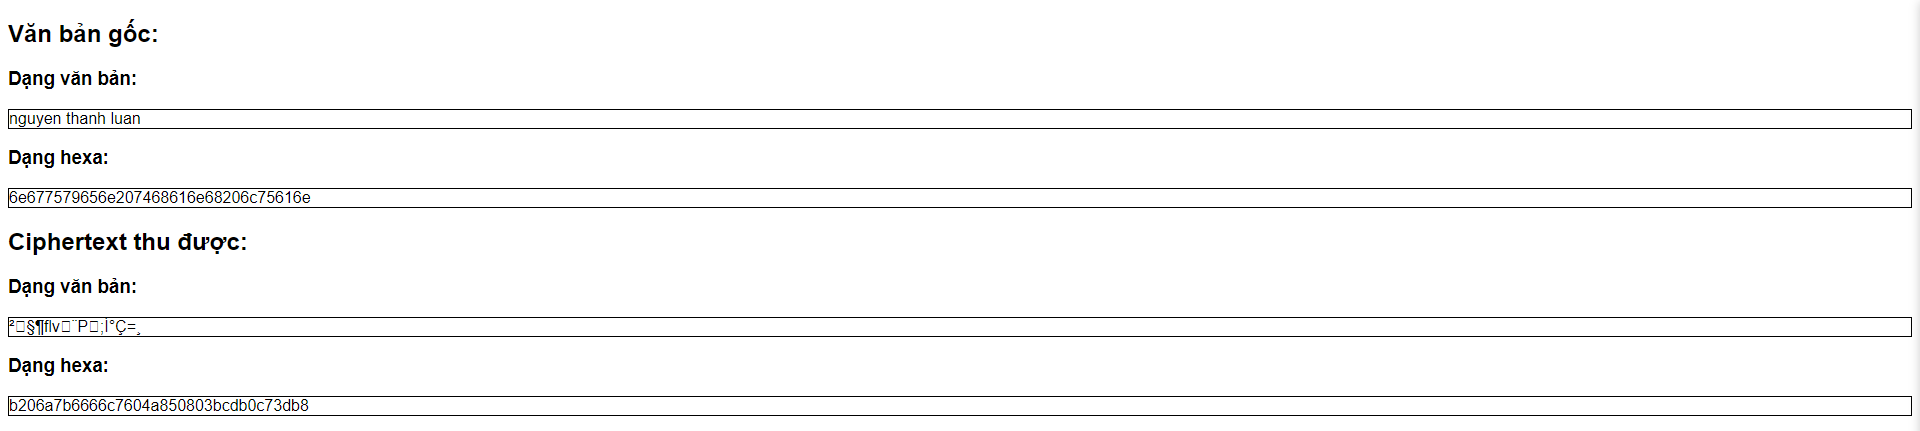 Văn bản gốc:
Dạng văn bản:
nguyen thanh luan
Dạng hexa:
6e677579656e207468616e68206c75616e
Ciphertext thu được:
Dạng văn bản:
²§¶flv¨P;Í°Ç=¸
Dạng hexa:
b206a7b6666c7604a850803bcdb0c73db8